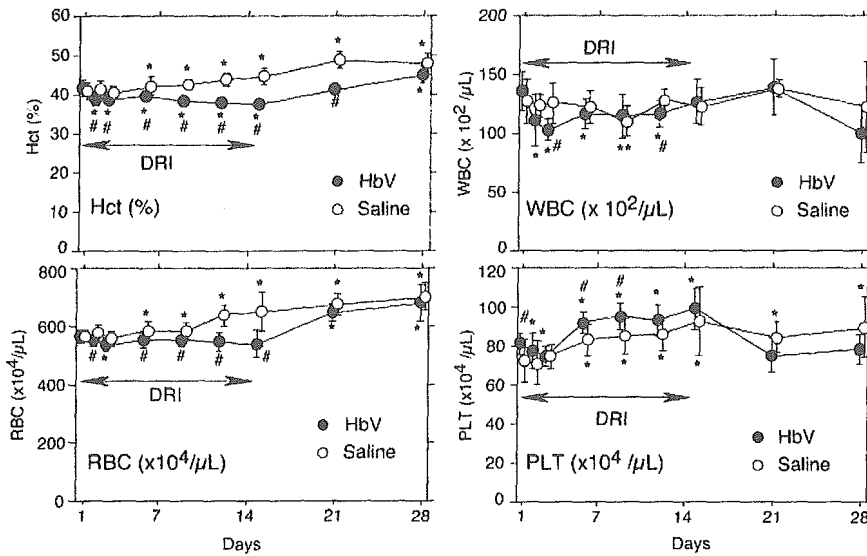 60
50
40
30
20
10
0
Hct
(%)
* * * * * *
* * * * * * *
# # # # # # #
DRI
HbV
Saline
Hct (%)
200
150
100
50
0
WBC (x 10²/µL)
DRI
* * * ** *
# #
HbV
Saline
WBC (x 10²/µL)
800
600
400
200
0
RBC (x10⁴/µL)
* * * * * *
# * # # # # * *
DRI
HbV
Saline
RBC (x10⁴/µL)
1 7 14 21 28
Days
120
100
80
60
40
20
0
PLT (x10⁴/µL)
# # #
* * * * * * * *
* * * *
DRI
HbV
Saline
PLT (x10⁴ /µL)
1 7 14 21 28
Days